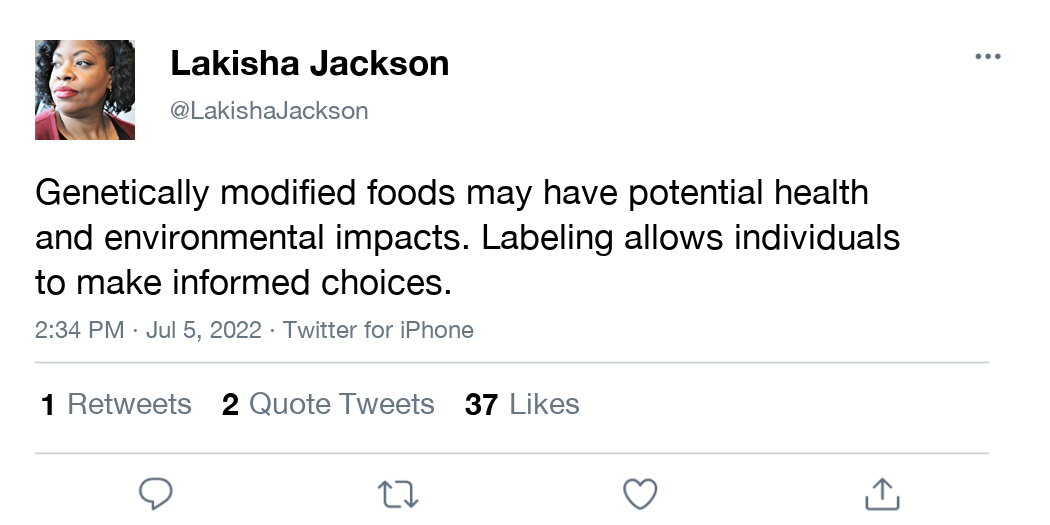 Lakisha Jackson
@LakishaJackson
Genetically modified foods may have potential health
and environmental impacts. Labeling allows individuals
to make informed choices.
2:34 PM · Jul 5, 2022 · Twitter for iPhone
1 Retweets 2 Quote Tweets 37 Likes